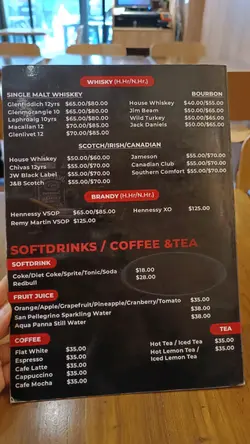 WHISKY (H.Hr/N.Hr.)
SINGLE MALT WHISKEY
Glenfiddich 12yrs $65.00/$80.00
Glenmorangie 10 $65.00/$80.00
Laphroaig 10yrs $60.00/$80.00
Macallan 12 $70.00/$65.00
Glenlivet 12 $70.00/$65.00
BOURBON
House Whiskey $40.00/$55.00
Jim Beam $50.00/$65.00
Wild Turkey $50.00/$65.00
Jack Daniels $50.00/$65.00
SCOTCH/IRISH/CANADIAN
House Whiskey $50.00/$60.00
Chivas 12yrs $55.00/$70.00
JW Black Label $55.00/$70.00
J&B Scotch $55.00/$70.00
Jameson $55.00/$70.00
Canadian Club $55.00/$70.00
Southern Comfort $55.00/$70.00
BRANDY (H.Hr/N.Hr.)
Hennessy VSOP $65.00/$85.00
Remy Martin VSOP $125.00
Hennessy XO $125.00
SOFTDRINKS / COFFEE &TEA
SOFTDRINK
Coke/Diet Coke/Sprite/Tonic/Soda $18.00
Redbull $28.00
FRUIT JUICE
Orange/Apple/Grapefruit/Pineapple/Cranberry/Tomato $35.00
San Pellegrino Sparkling Water $38.00
Aqua Panna Still Water $38.00
COFFEE
Flat White $35.00
Espresso $35.00
Cafe Latte $35.00
Cappuccino $35.00
Cafe Mocha $35.00
TEA
Hot Tea / Iced Tea $35.00
Hot Lemon Tea / $35.00
Iced Lemon Tea